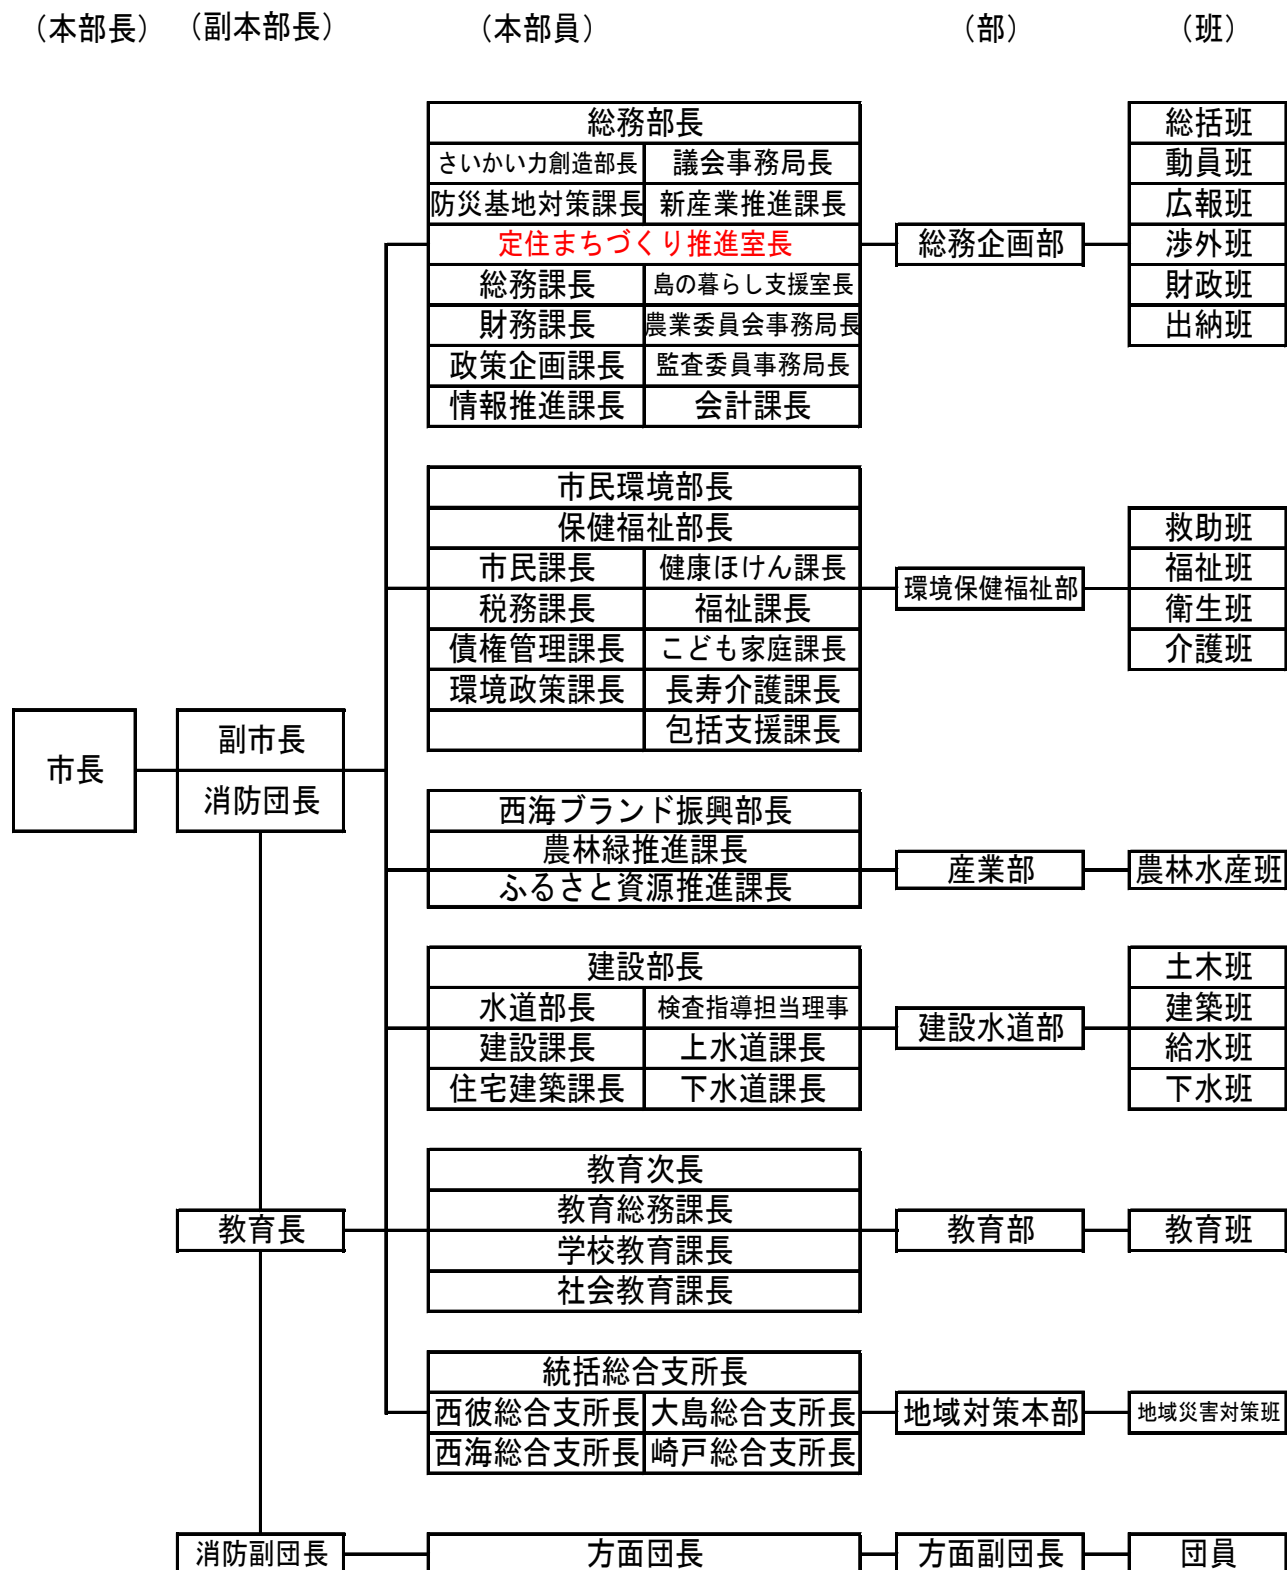 （本部長）（副本部長）（本部員）（部）（班）
総務部長
さいかい力創造部長 議会事務局長
防災基地対策課長 新産業推進課長
定住まちづくり推進室長
総務課長 島の暮らし支援室長
財務課長 農業委員会事務局長
政策企画課長 監査委員事務局長
情報推進課長 会計課長
総務企画部
総括班
動員班
広報班
渉外班
財政班
出納班
市民環境部長
保健福祉部長
市民課長 健康ほけん課長
税務課長 福祉課長
債権管理課長 こども家庭課長
環境政策課長 長寿介護課長
包括支援課長
環境保健福祉部
救助班
福祉班
衛生班
介護班
市長
副市長
消防団長
西海ブランド振興部長
農林緑推進課長
ふるさと資源推進課長
産業部
農林水産班
建設部長
水道部長 検査指導担当理事
建設課長 上水道課長
住宅建築課長 下水道課長
建設水道部
土木班
建築班
給水班
下水班
教育長
教育次長
教育総務課長
学校教育課長
社会教育課長
教育部
教育班
統括総合支所長
西彼総合支所長 大島総合支所長
西海総合支所長 崎戸総合支所長
地域対策本部
地域災害対策班
消防副団長
方面団長
方面副団長
団員